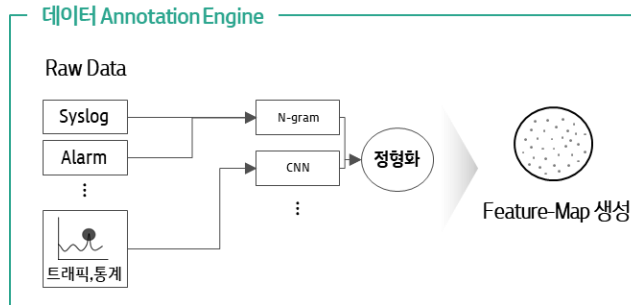 데이터 Annotation Engine
Raw Data
Syslog
Alarm
트래픽,통계
N-gram
CNN
정형화
Feature-Map 생성